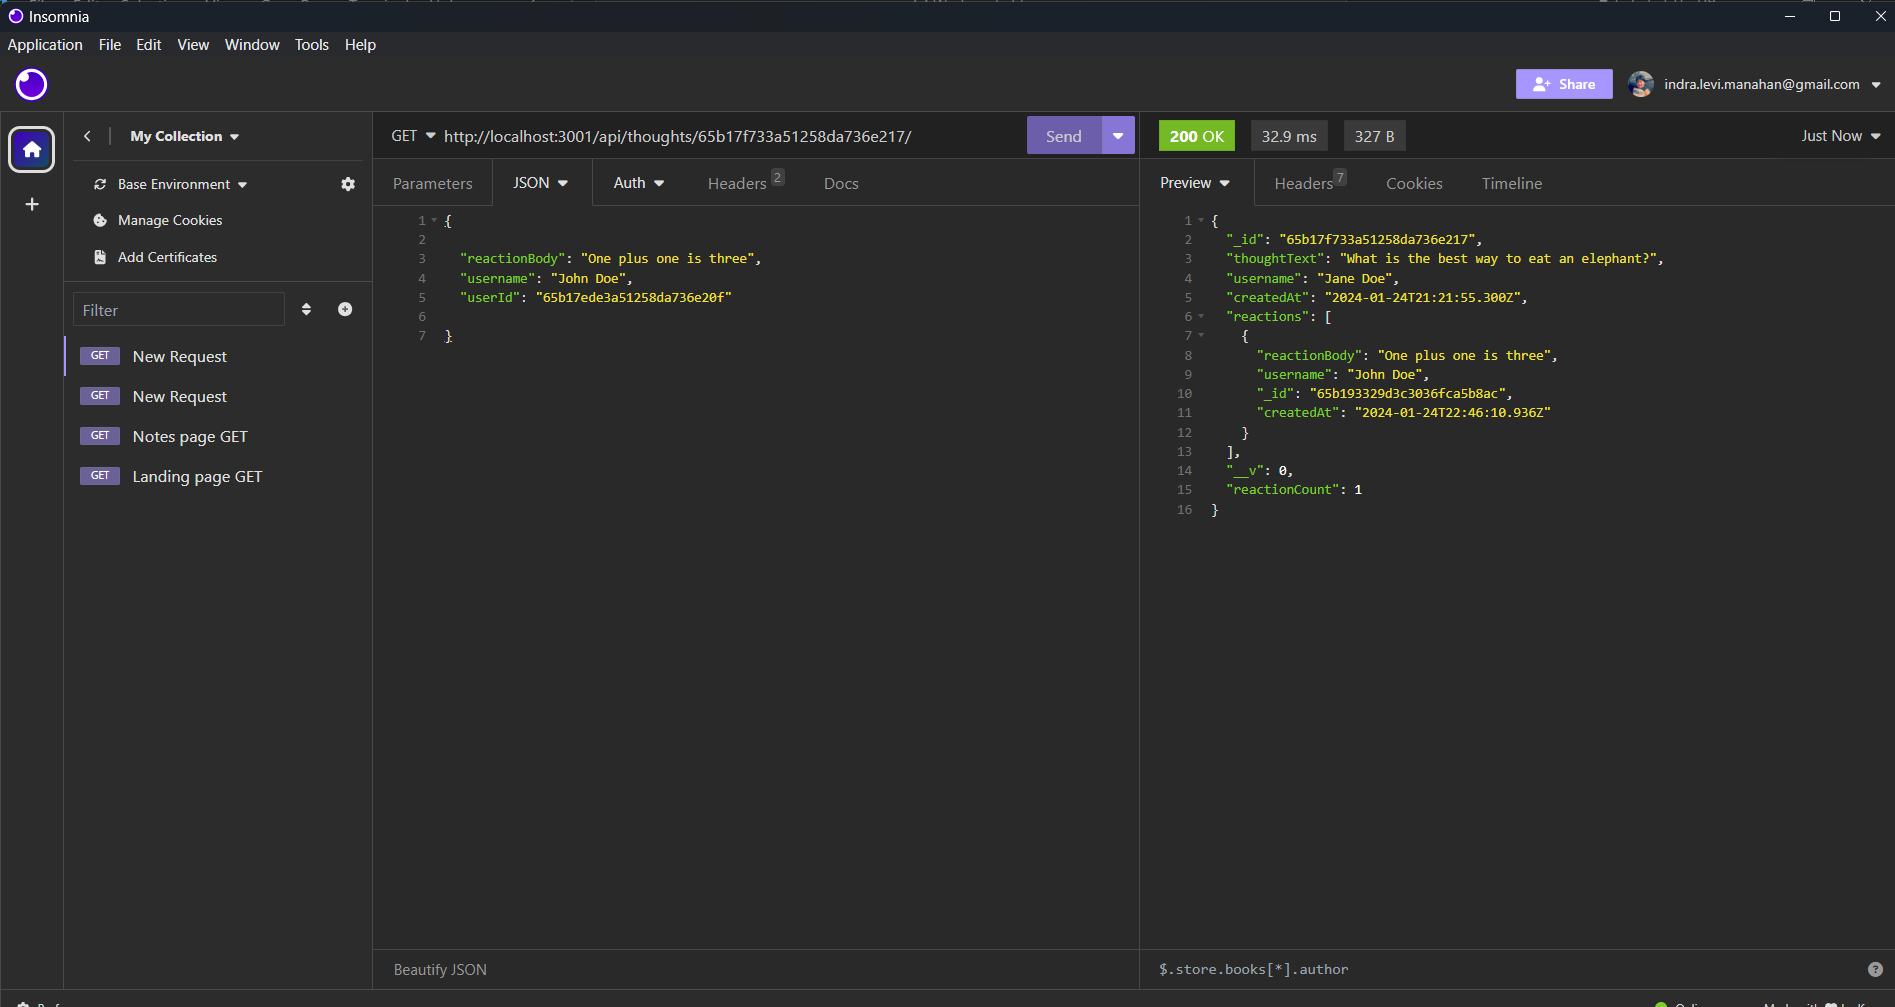 Insomnia
Application File Edit View Window Tools Help
Share indra.levi.manahan@gmail.com
My Collection
Base Environment
Manage Cookies
Add Certificates
Filter
GET New Request
GET New Request
GET Notes page GET
GET Landing page GET
GET http://localhost:3001/api/thoughts/65b17f733a51258da736e217/ Send
Parameters JSON Auth Headers 2 Docs
1 {
2
3 "reactionBody": "One plus one is three",
4 "username": "John Doe",
5 "userId": "65b17ede3a51258da736e20f"
6
7 }
Beautify JSON
200 OK 32.9 ms 327 B Just Now
Preview Headers 7 Cookies Timeline
1 {
2 "_id": "65b17f733a51258da736e217",
3 "thoughtText": "What is the best way to eat an elephant?",
4 "username": "Jane Doe",
5 "createdAt": "2024-01-24T21:21:55.300Z",
6 "reactions": [
7 {
8 "reactionBody": "One plus one is three",
9 "username": "John Doe",
10 "_id": "65b193329d3c3036fca5b8ac",
11 "createdAt": "2024-01-24T22:46:10.936Z"
12 }
13 ],
14 "__v": 0,
15 "reactionCount": 1
16 }
$.store.books[*].author